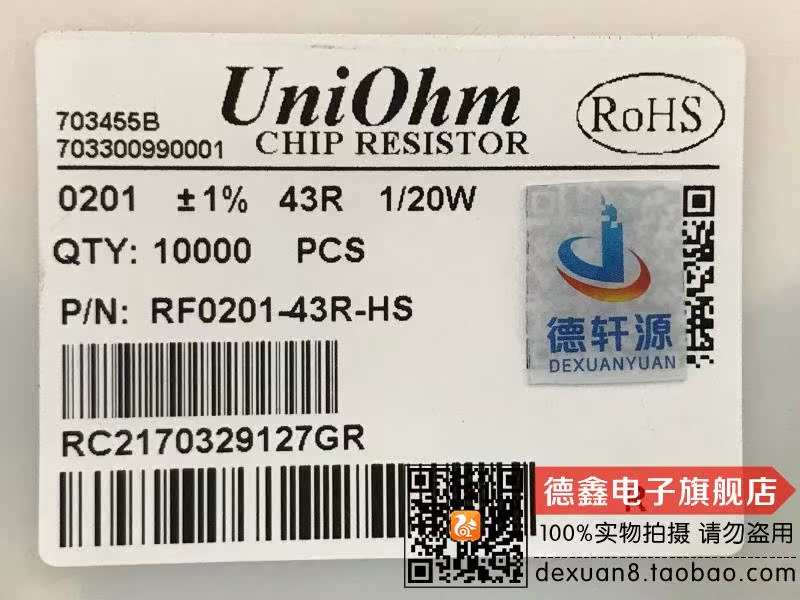 UniOhm
CHIP RESISTOR
RoHS
703455B
703300990001
0201 ±1% 43R 1/20W
QTY: 10000 PCS
P/N: RF0201-43R-HS
RC2170329127GR
德轩源
DEXUANYUAN
R
德鑫电子旗舰店
100%实物拍摄 请勿盗用
dexuan8.taobao.com